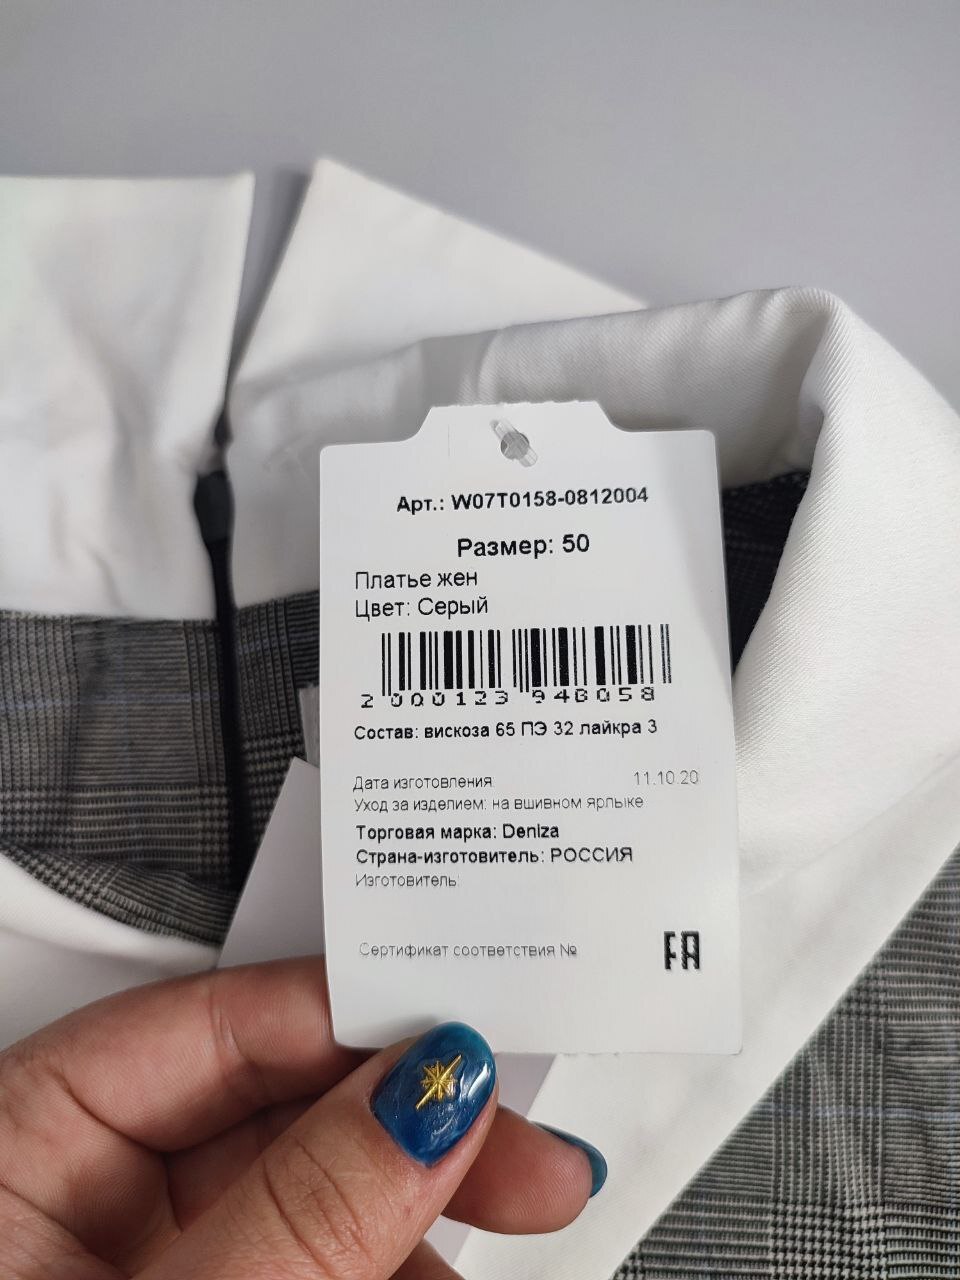 Арт.: W07T0158-0812004
Размер: 50
Платье жен
Цвет: Серый
2 000123 948058
Состав: вискоза 65 ПЭ 32 лайкра 3
Дата изготовления 11.10.20
Уход за изделием: на вшивном ярлыке
Торговая марка: Deniza
Страна-изготовитель: РОССИЯ
Изготовитель:
Сертификат соответствия №